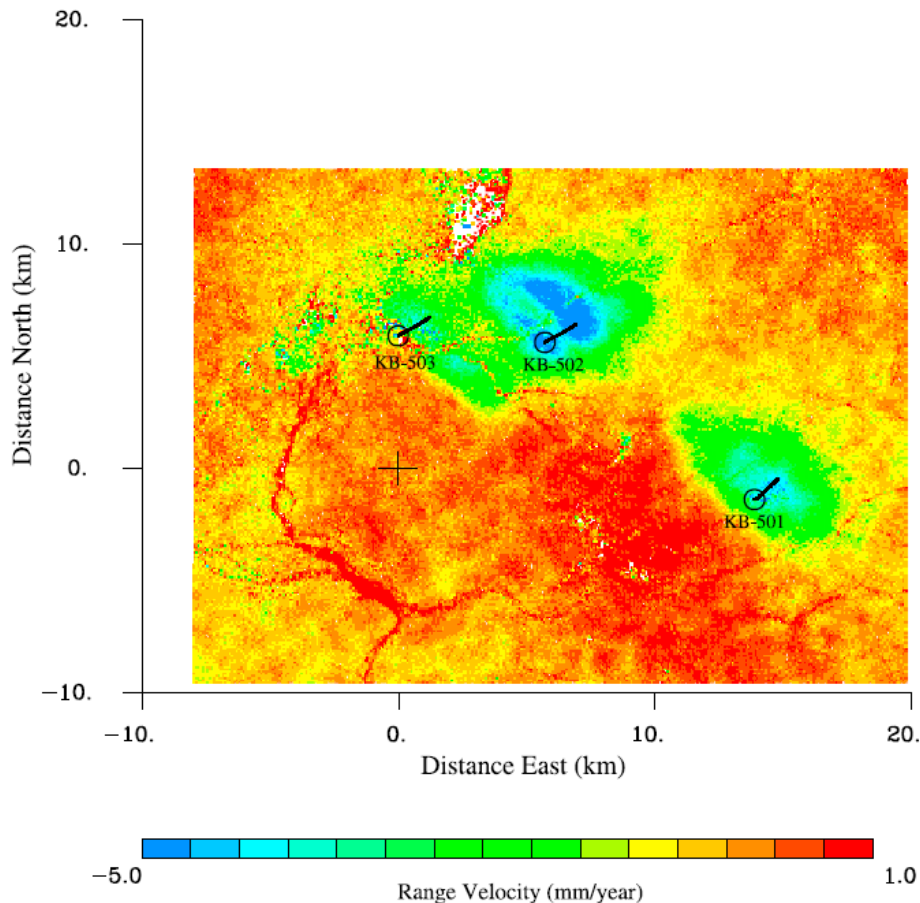 20.
10.
0.
−10.
Distance North (km)
KB-503
KB-502
KB-501
−10.
0.
10.
20.
Distance East (km)
−5.0
1.0
Range Velocity (mm/year)